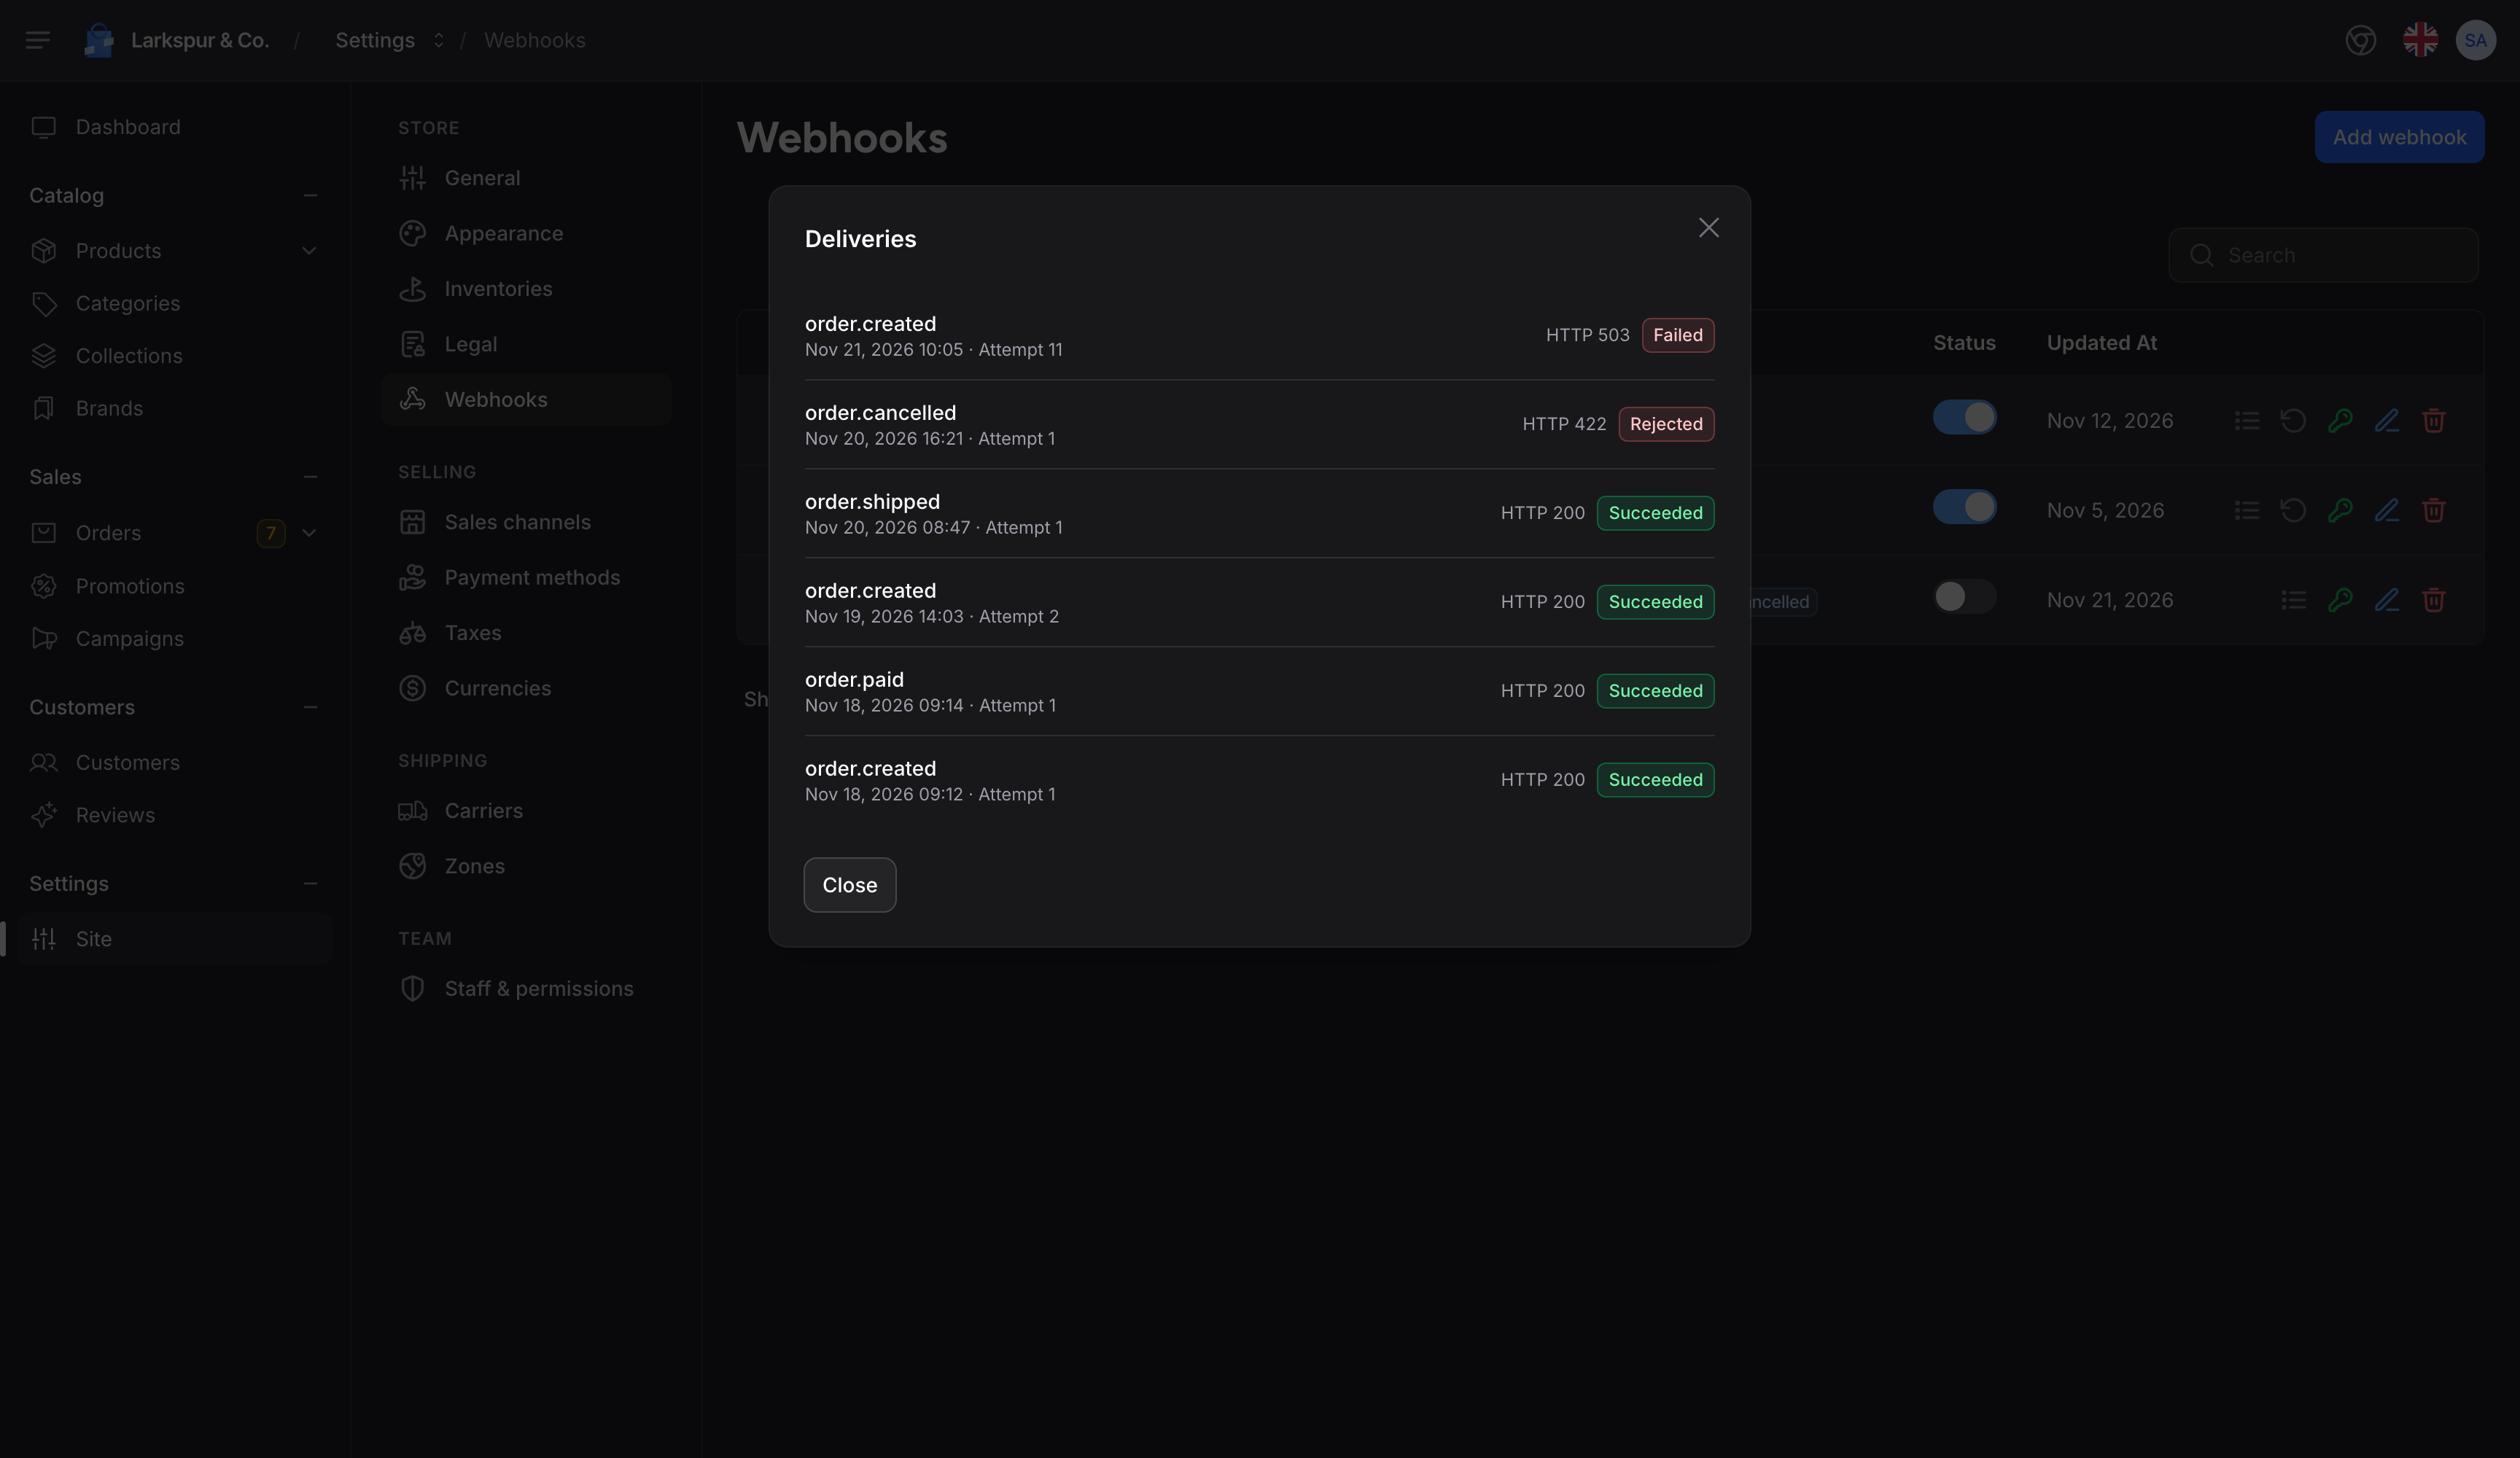 Larkspur & Co. / Settings / Webhooks
SA
Dashboard
Catalog
Products
Categories
Collections
Brands
Sales
Orders 7
Promotions
Campaigns
Customers
Customers
Reviews
Settings
Site
STORE
General
Appearance
Inventories
Legal
Webhooks
SELLING
Sales channels
Payment methods
Taxes
Currencies
SHIPPING
Carriers
Zones
TEAM
Staff & permissions
Webhooks
Add webhook
Search
Status Updated At
Nov 12, 2026
Nov 5, 2026
ncelled Nov 21, 2026
Sh
Deliveries
order.created
Nov 21, 2026 10:05 · Attempt 11
HTTP 503 Failed
order.cancelled
Nov 20, 2026 16:21 · Attempt 1
HTTP 422 Rejected
order.shipped
Nov 20, 2026 08:47 · Attempt 1
HTTP 200 Succeeded
order.created
Nov 19, 2026 14:03 · Attempt 2
HTTP 200 Succeeded
order.paid
Nov 18, 2026 09:14 · Attempt 1
HTTP 200 Succeeded
order.created
Nov 18, 2026 09:12 · Attempt 1
HTTP 200 Succeeded
Close